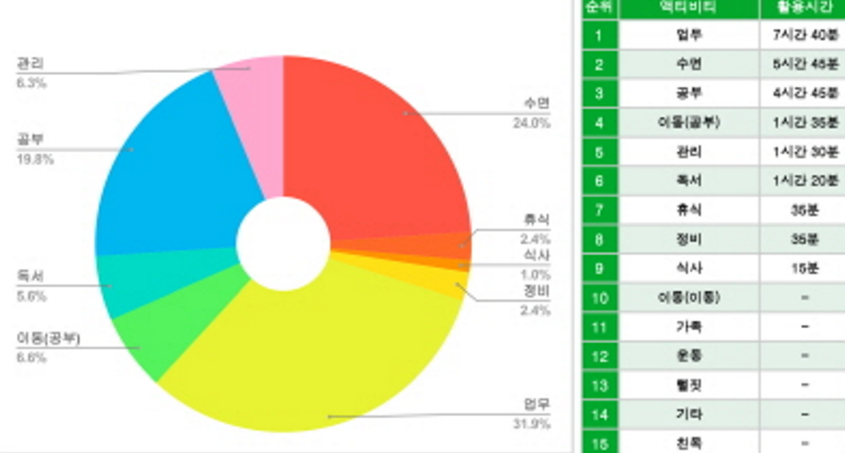 관리
6.3%
공부
19.8%
독서
5.6%
이동(공부)
6.6%
수면
24.0%
휴식
2.4%
식사
1.0%
정비
2.4%
업무
31.9%
순위 액티비티 활용시간
1 업무 7시간 40분
2 수면 5시간 45분
3 공부 4시간 45분
4 이동(공부) 1시간 35분
5 관리 1시간 30분
6 독서 1시간 20분
7 휴식 35분
8 정비 35분
9 식사 15분
10 이동(이동) –
11 가족 –
12 운동 –
13 뻘짓 –
14 기타 –
15 친목 –